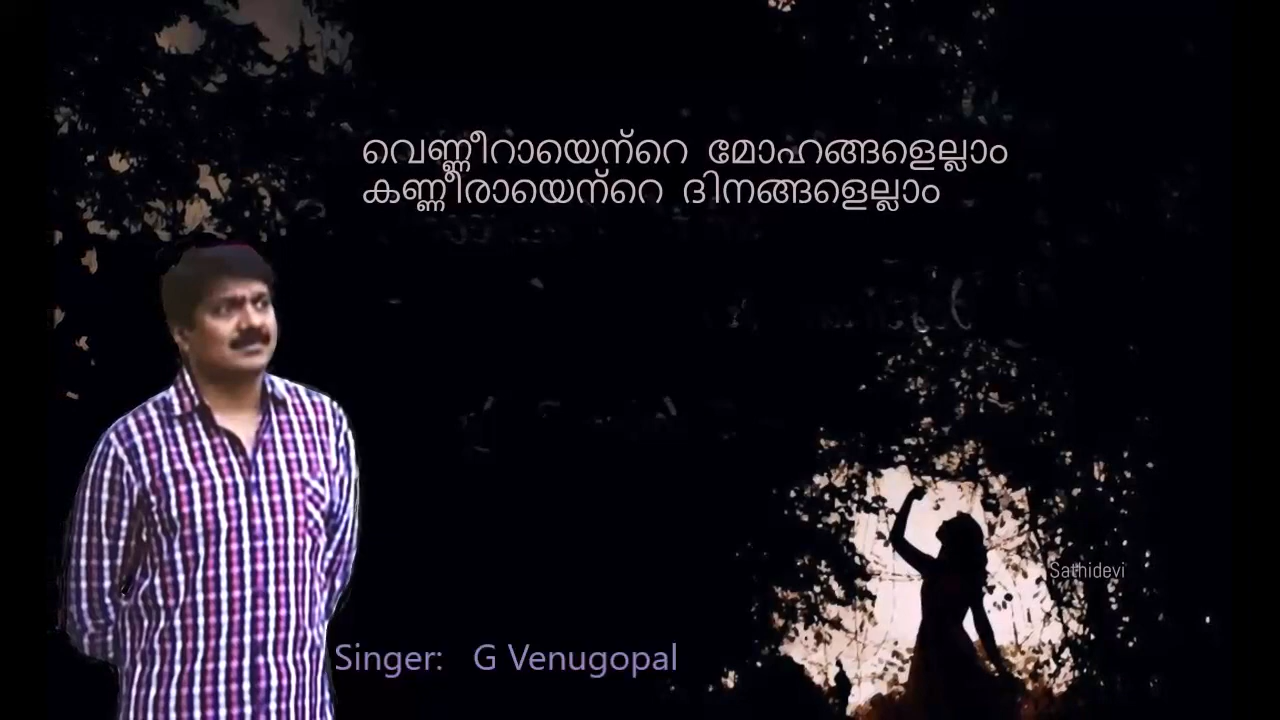 വെണ്ണീറായെന്റെ മോഹങ്ങളെല്ലാം
കണ്ണീരായെന്റെ ദിനങ്ങളെല്ലാം
Sathidevi
Singer: G Venugopal